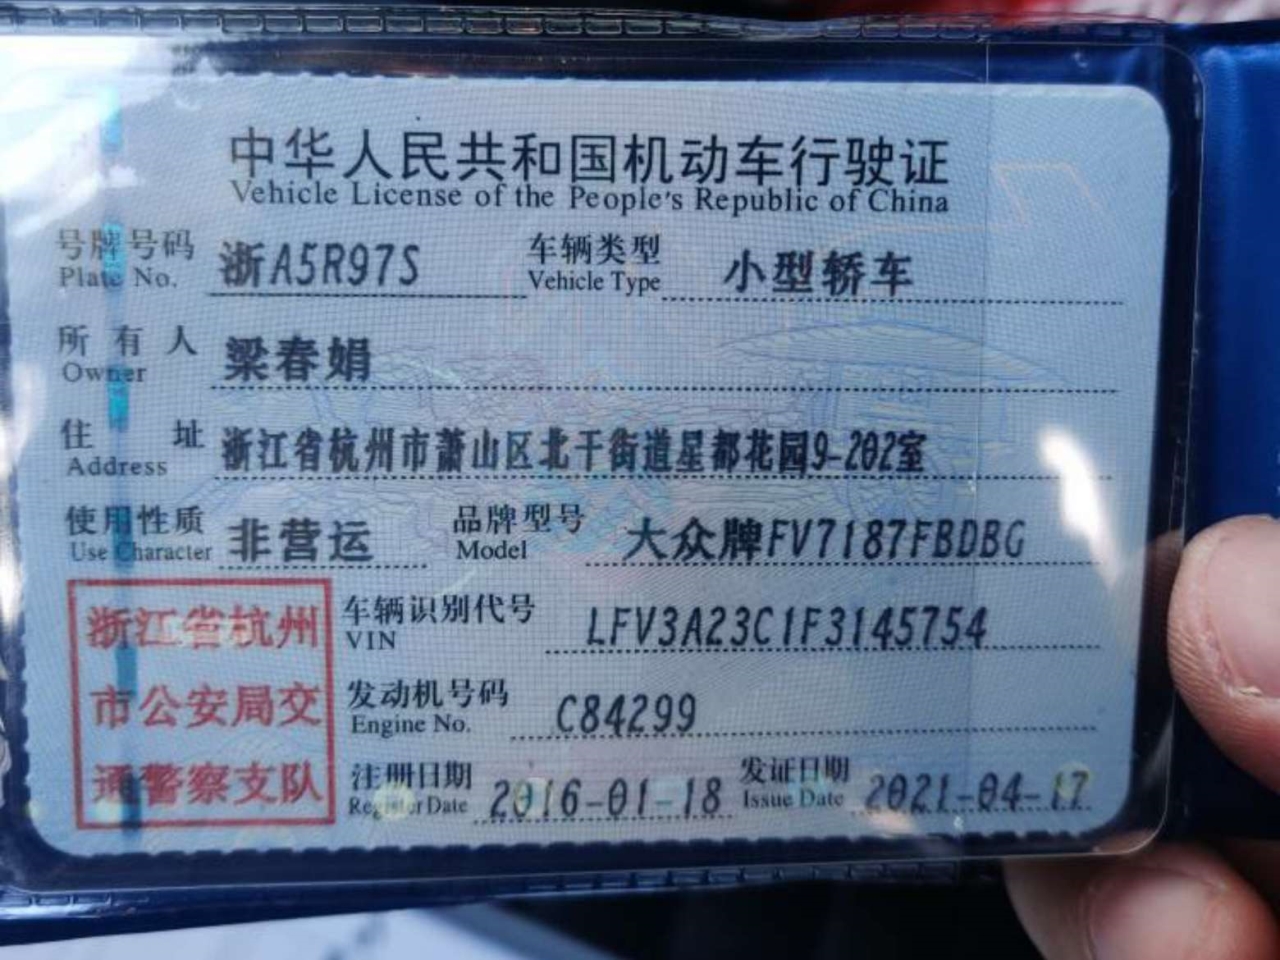 中华人民共和国机动车行驶证
Vehicle License of the People's Republic of China
号牌号码 浙A5R97S 车辆类型 小型轿车
Plate No. Vehicle Type
所有人 梁春娟
Owner
住址 浙江省杭州市萧山区北干街道星都花园9-202室
Address
使用性质 非营运 品牌型号 大众牌FV7187FBDBG
Use Character Model
浙江省杭州市公安局交通警察支队
车辆识别代号 LFV3A23C1F3145754
VIN
发动机号码 C84299
Engine No.
注册日期 2016-01-18 发证日期 2021-04-17
Register Date Issue Date